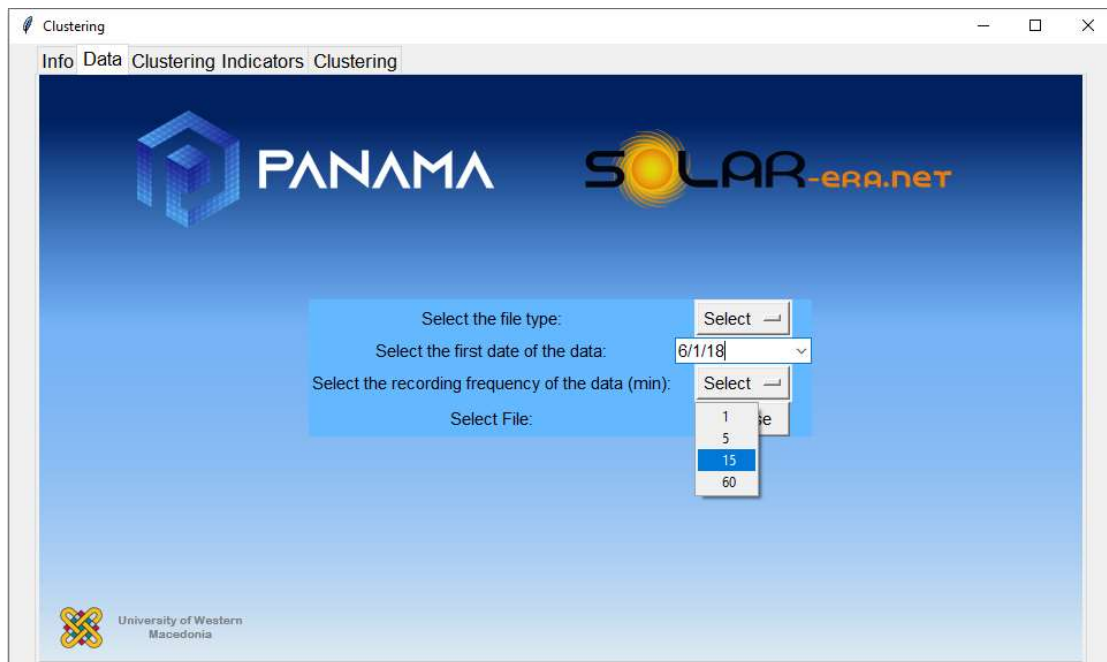 Clustering
Info Data Clustering Indicators Clustering
PANAMA
SOLAR-era.net
Select the file type: Select
Select the first date of the data: 6/1/18
Select the recording frequency of the data (min): Select
Select File: se
1
5
15
60
University of Western
Macedonia